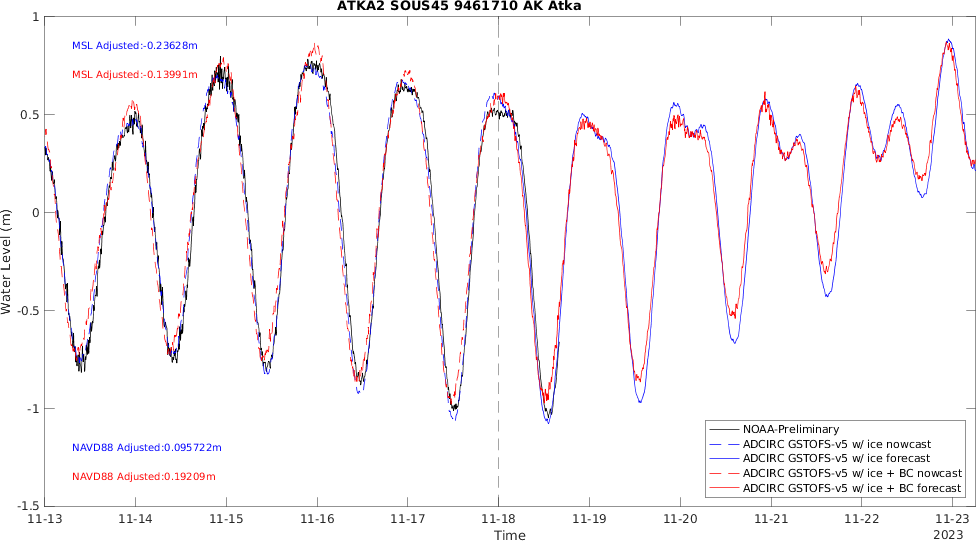 ATKA2 SOUS45 9461710 AK Atka
MSL Adjusted:-0.23628m
MSL Adjusted:-0.13991m
NAVD88 Adjusted:0.095722m
NAVD88 Adjusted:0.19209m
Water Level (m)
1
0.5
0
-0.5
-1
-1.5
NOAA-Preliminary
ADCIRC GSTOFS-v5 w/ ice nowcast
ADCIRC GSTOFS-v5 w/ ice forecast
ADCIRC GSTOFS-v5 w/ ice + BC nowcast
ADCIRC GSTOFS-v5 w/ ice + BC forecast
11-13 11-14 11-15 11-16 11-17 11-18 11-19 11-20 11-21 11-22 11-23
Time
2023